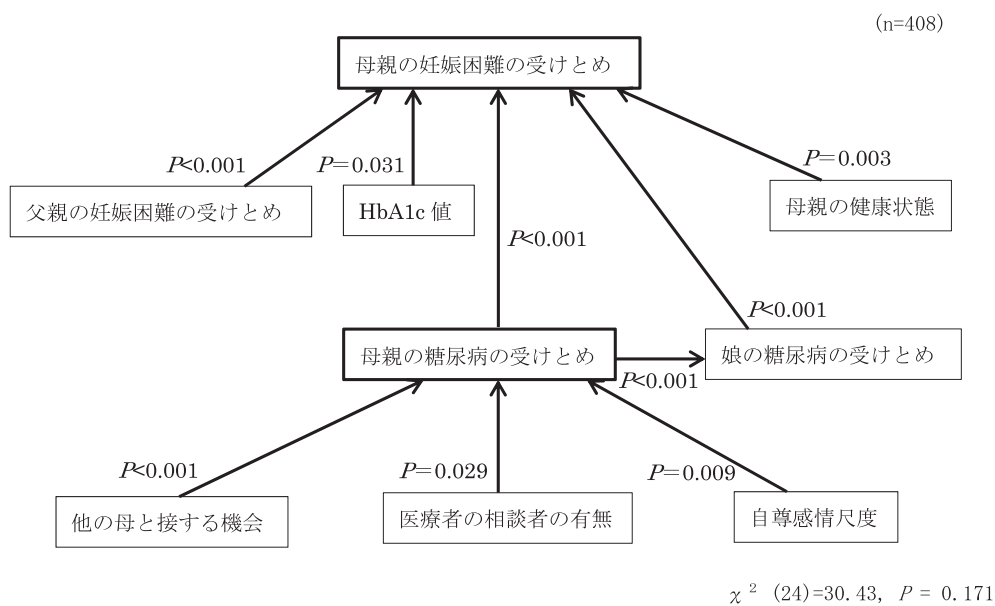 (n=408)
母親の妊娠困難の受けとめ
P<0.001
P=0.031
P=0.003
父親の妊娠困難の受けとめ
HbA1c 値
母親の健康状態
P<0.001
P<0.001
母親の糖尿病の受けとめ
娘の糖尿病の受けとめ
P<0.001
P<0.001
P=0.029
P=0.009
他の母と接する機会
医療者の相談者の有無
自尊感情尺度
χ² (24)=30.43, P = 0.171